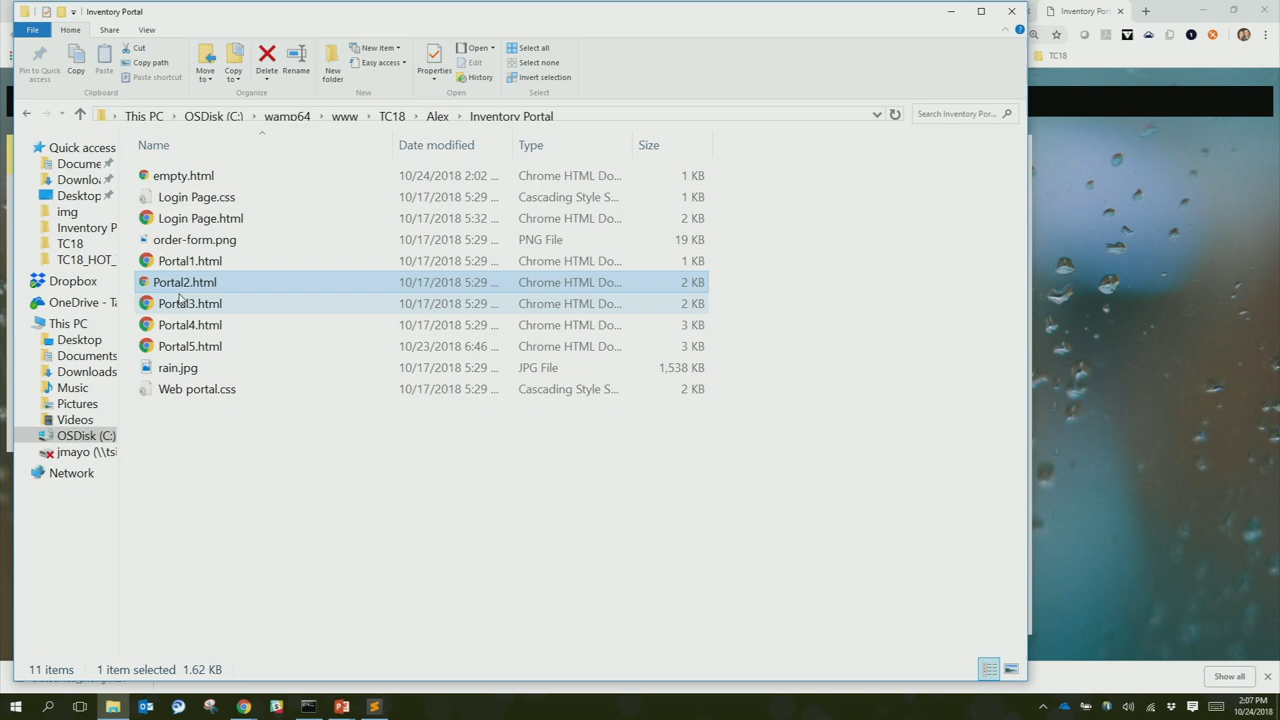 Inventory Portal
File Home Share View
Pin to Quick access
Copy
Paste
Cut
Copy path
Paste shortcut
Clipboard
Move to
Copy to
Delete
Rename
Organize
New folder
New item
Easy access
New
Properties
Open
Edit
History
Open
Select all
Select none
Invert selection
Select
This PC OSDisk (C:) wamp64 www TC18 Alex Inventory Portal
Search Inventory Por...
Name Date modified Type Size
empty.html 10/24/2018 2:02 ... Chrome HTML Do... 1 KB
Login Page.css 10/17/2018 5:29 ... Cascading Style S... 1 KB
Login Page.html 10/17/2018 5:32 ... Chrome HTML Do... 2 KB
order-form.png 10/17/2018 5:29 ... PNG File 19 KB
Portal1.html 10/17/2018 5:29 ... Chrome HTML Do... 1 KB
Portal2.html 10/17/2018 5:29 ... Chrome HTML Do... 2 KB
Portal3.html 10/17/2018 5:29 ... Chrome HTML Do... 2 KB
Portal4.html 10/17/2018 5:29 ... Chrome HTML Do... 3 KB
Portal5.html 10/23/2018 6:46 ... Chrome HTML Do... 3 KB
rain.jpg 10/17/2018 5:29 ... JPG File 1,538 KB
Web portal.css 10/17/2018 5:29 ... Cascading Style S... 2 KB
Quick access
Docume
Downloa
Desktop
img
Inventory P
TC18
TC18_HOT_
Dropbox
OneDrive - Ta
This PC
Desktop
Documents
Downloads
Music
Pictures
Videos
OSDisk (C:)
jmayo (\\tsi
Network
11 items 1 item selected 1.62 KB
Inventory Port
TC18
Show all
2:07 PM
10/24/2018